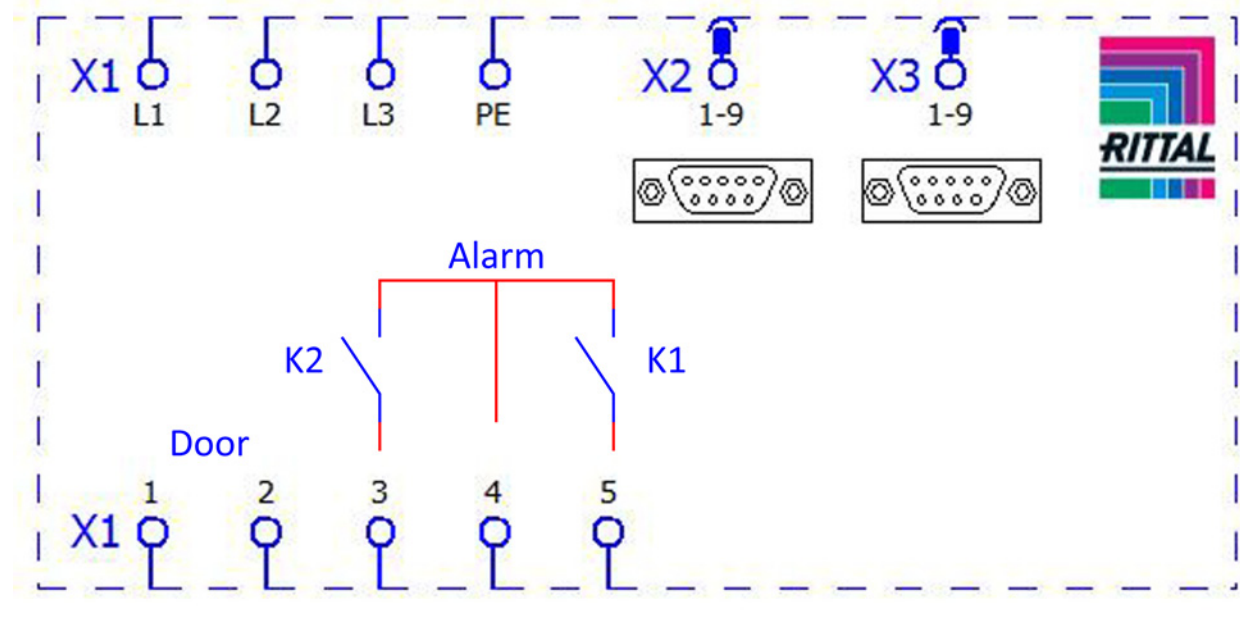 X1 X2 X3
L1 L2 L3 PE 1-9 1-9
RITTAL
Alarm
K2 K1
Door
1 2 3 4 5
X1